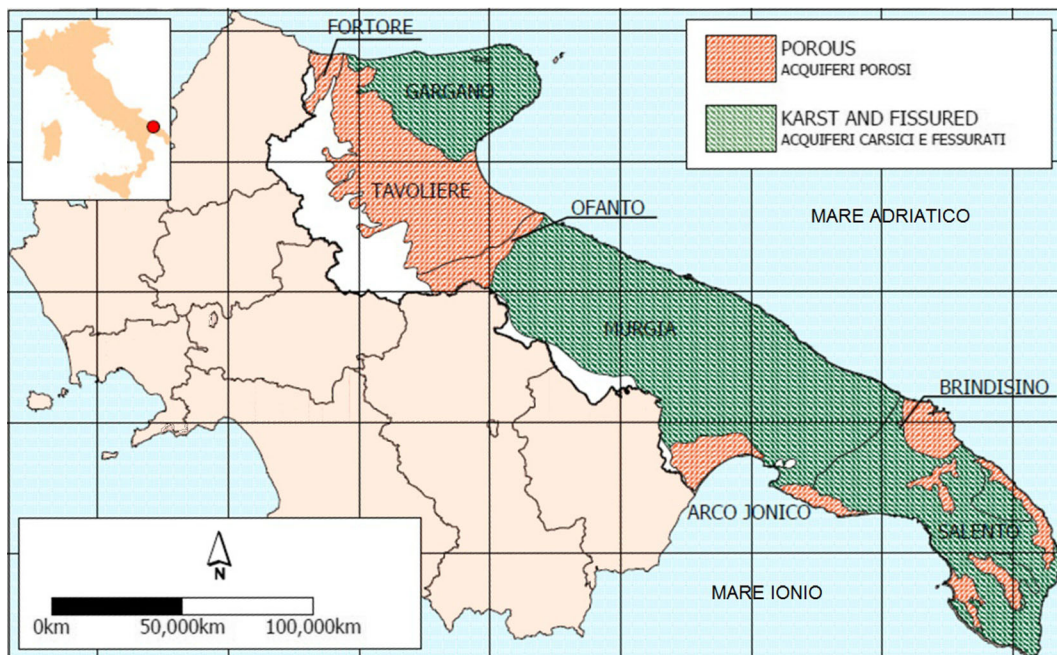 FORTORE
GARGANO
TAVOLIERE
OFANTO
MURGIA
BRINDISINO
ARCO JONICO
SALENTO
MARE ADRIATICO
MARE IONIO
POROUS
ACQUIFERI POROSI
KARST AND FISSURED
ACQUIFERI CARSICI E FESSURATI
N
0km 50,000km 100,000km